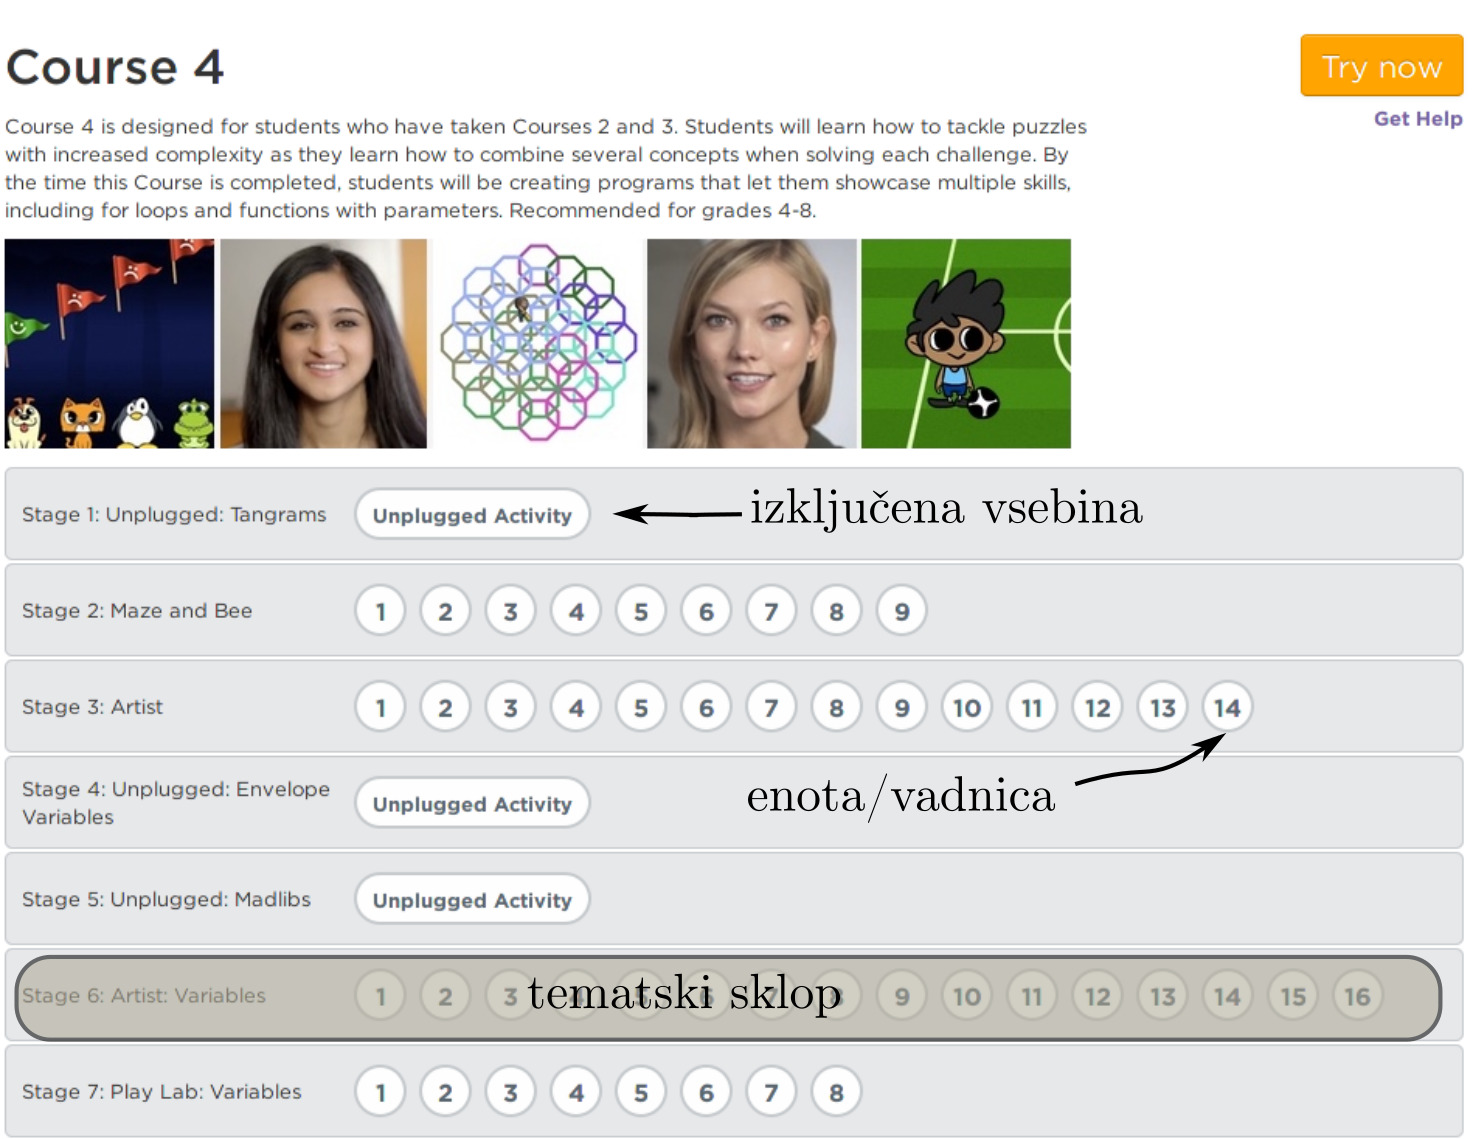 Course 4
Try now
Get Help
Course 4 is designed for students who have taken Courses 2 and 3. Students will learn how to tackle puzzles
with increased complexity as they learn how to combine several concepts when solving each challenge. By
the time this Course is completed, students will be creating programs that let them showcase multiple skills,
including for loops and functions with parameters. Recommended for grades 4-8.
Stage 1: Unplugged: Tangrams Unplugged Activity izključena vsebina
Stage 2: Maze and Bee 1 2 3 4 5 6 7 8 9
Stage 3: Artist 1 2 3 4 5 6 7 8 9 10 11 12 13 14
Stage 4: Unplugged: Envelope
Variables
Unplugged Activity
enota/vadnica
Stage 5: Unplugged: Madlibs Unplugged Activity
Stage 6: Artist: Variables 1 2 3 4 5 6 7 8 9 10 11 12 13 14 15 16
tematski sklop
Stage 7: Play Lab: Variables 1 2 3 4 5 6 7 8